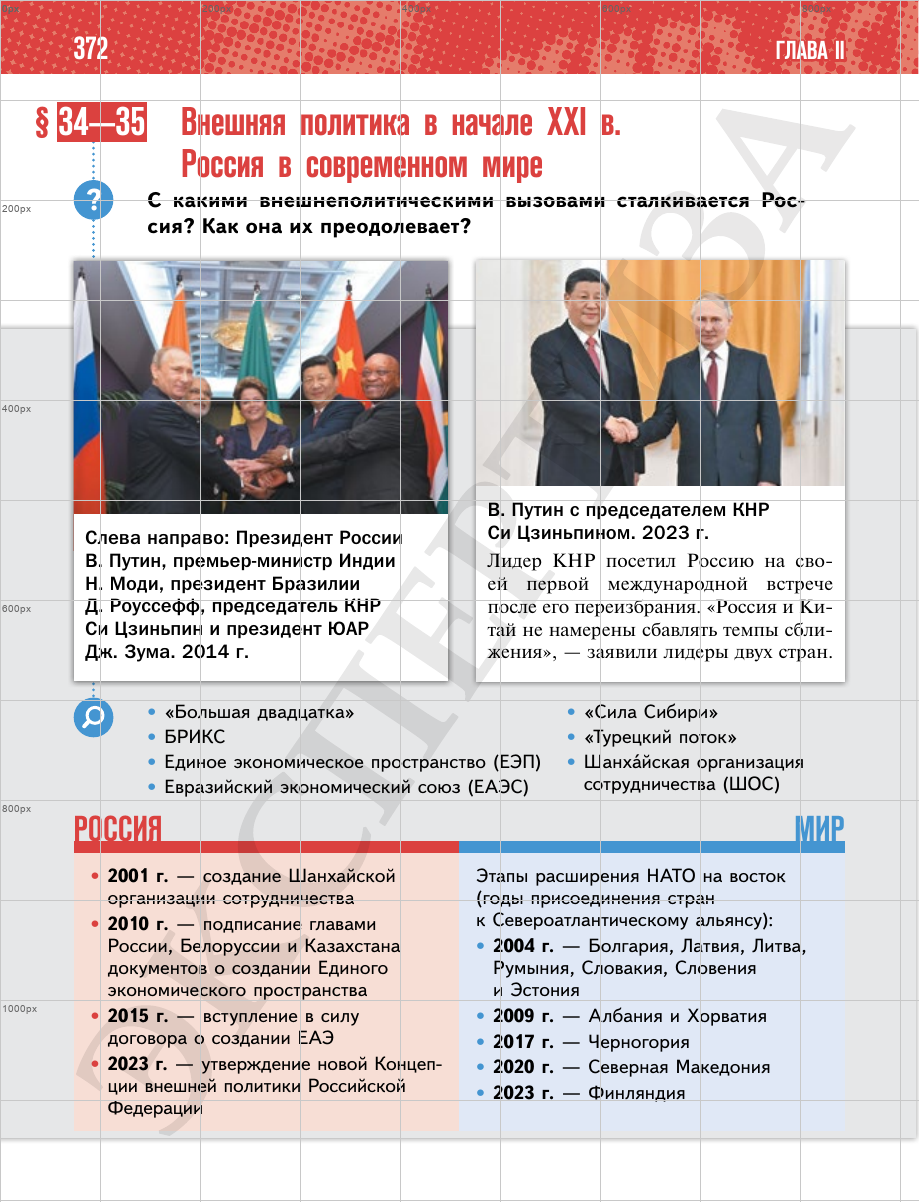 372
ГЛАВА II
§ 34—35
Внешняя политика в начале XXI в.
Россия в современном мире
?
С какими внешнеполитическими вызовами сталкивается Рос-
сия? Как она их преодолевает?
Слева направо: Президент России
В. Путин, премьер-министр Индии
Н. Моди, президент Бразилии
Д. Роуссефф, председатель КНР
Си Цзиньпин и президент ЮАР
Дж. Зума. 2014 г.
В. Путин с председателем КНР
Си Цзиньпином. 2023 г.
Лидер КНР посетил Россию на сво-
ей первой международной встрече
после его переизбрания. «Россия и Ки-
тай не намерены сбавлять темпы сбли-
жения», — заявили лидеры двух стран.
• «Большая двадцатка»
• БРИКС
• Единое экономическое пространство (ЕЭП)
• Евразийский экономический союз (ЕАЭС)
• «Сила Сибири»
• «Турецкий поток»
• Шанха́йская организация
сотрудничества (ШОС)
РОССИЯ
• 2001 г. — создание Шанхайской
организации сотрудничества
• 2010 г. — подписание главами
России, Белоруссии и Казахстана
документов о создании Единого
экономического пространства
• 2015 г. — вступление в силу
договора о создании ЕАЭ
• 2023 г. — утверждение новой Концеп-
ции внешней политики Российской
Федерации
МИР
Этапы расширения НАТО на восток
(годы присоединения стран
к Североатлантическому альянсу):
• 2004 г. — Болгария, Латвия, Литва,
Румыния, Словакия, Словения
и Эстония
• 2009 г. — Албания и Хорватия
• 2017 г. — Черногория
• 2020 г. — Северная Македония
• 2023 г. — Финляндия
200px
400px
600px
800px
1000px